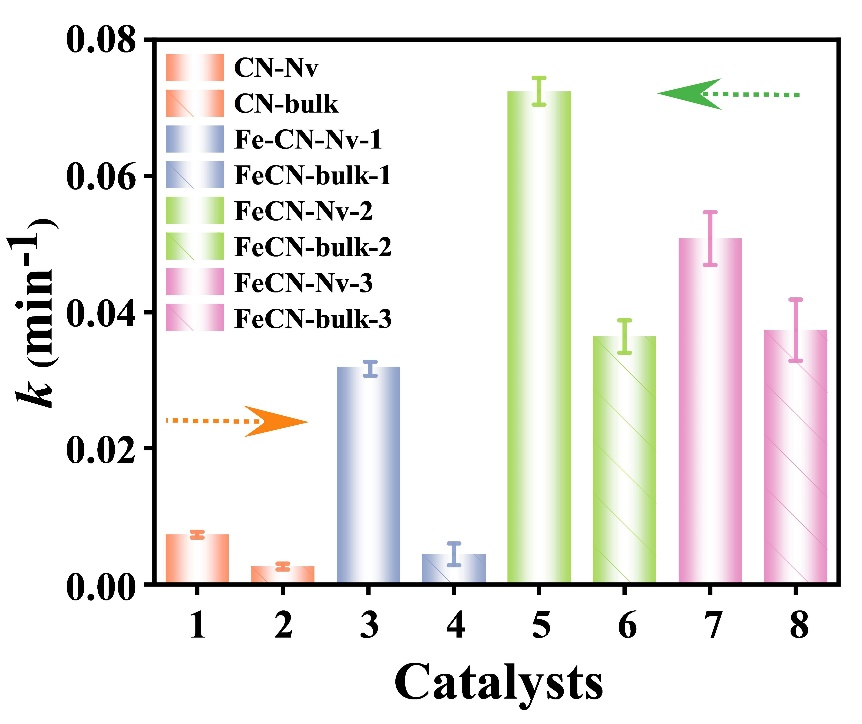 0.08
0.06
0.04
0.02
0.00
k (min-1)
CN-Nv
CN-bulk
Fe-CN-Nv-1
FeCN-bulk-1
FeCN-Nv-2
FeCN-bulk-2
FeCN-Nv-3
FeCN-bulk-3
1 2 3 4 5 6 7 8
Catalysts